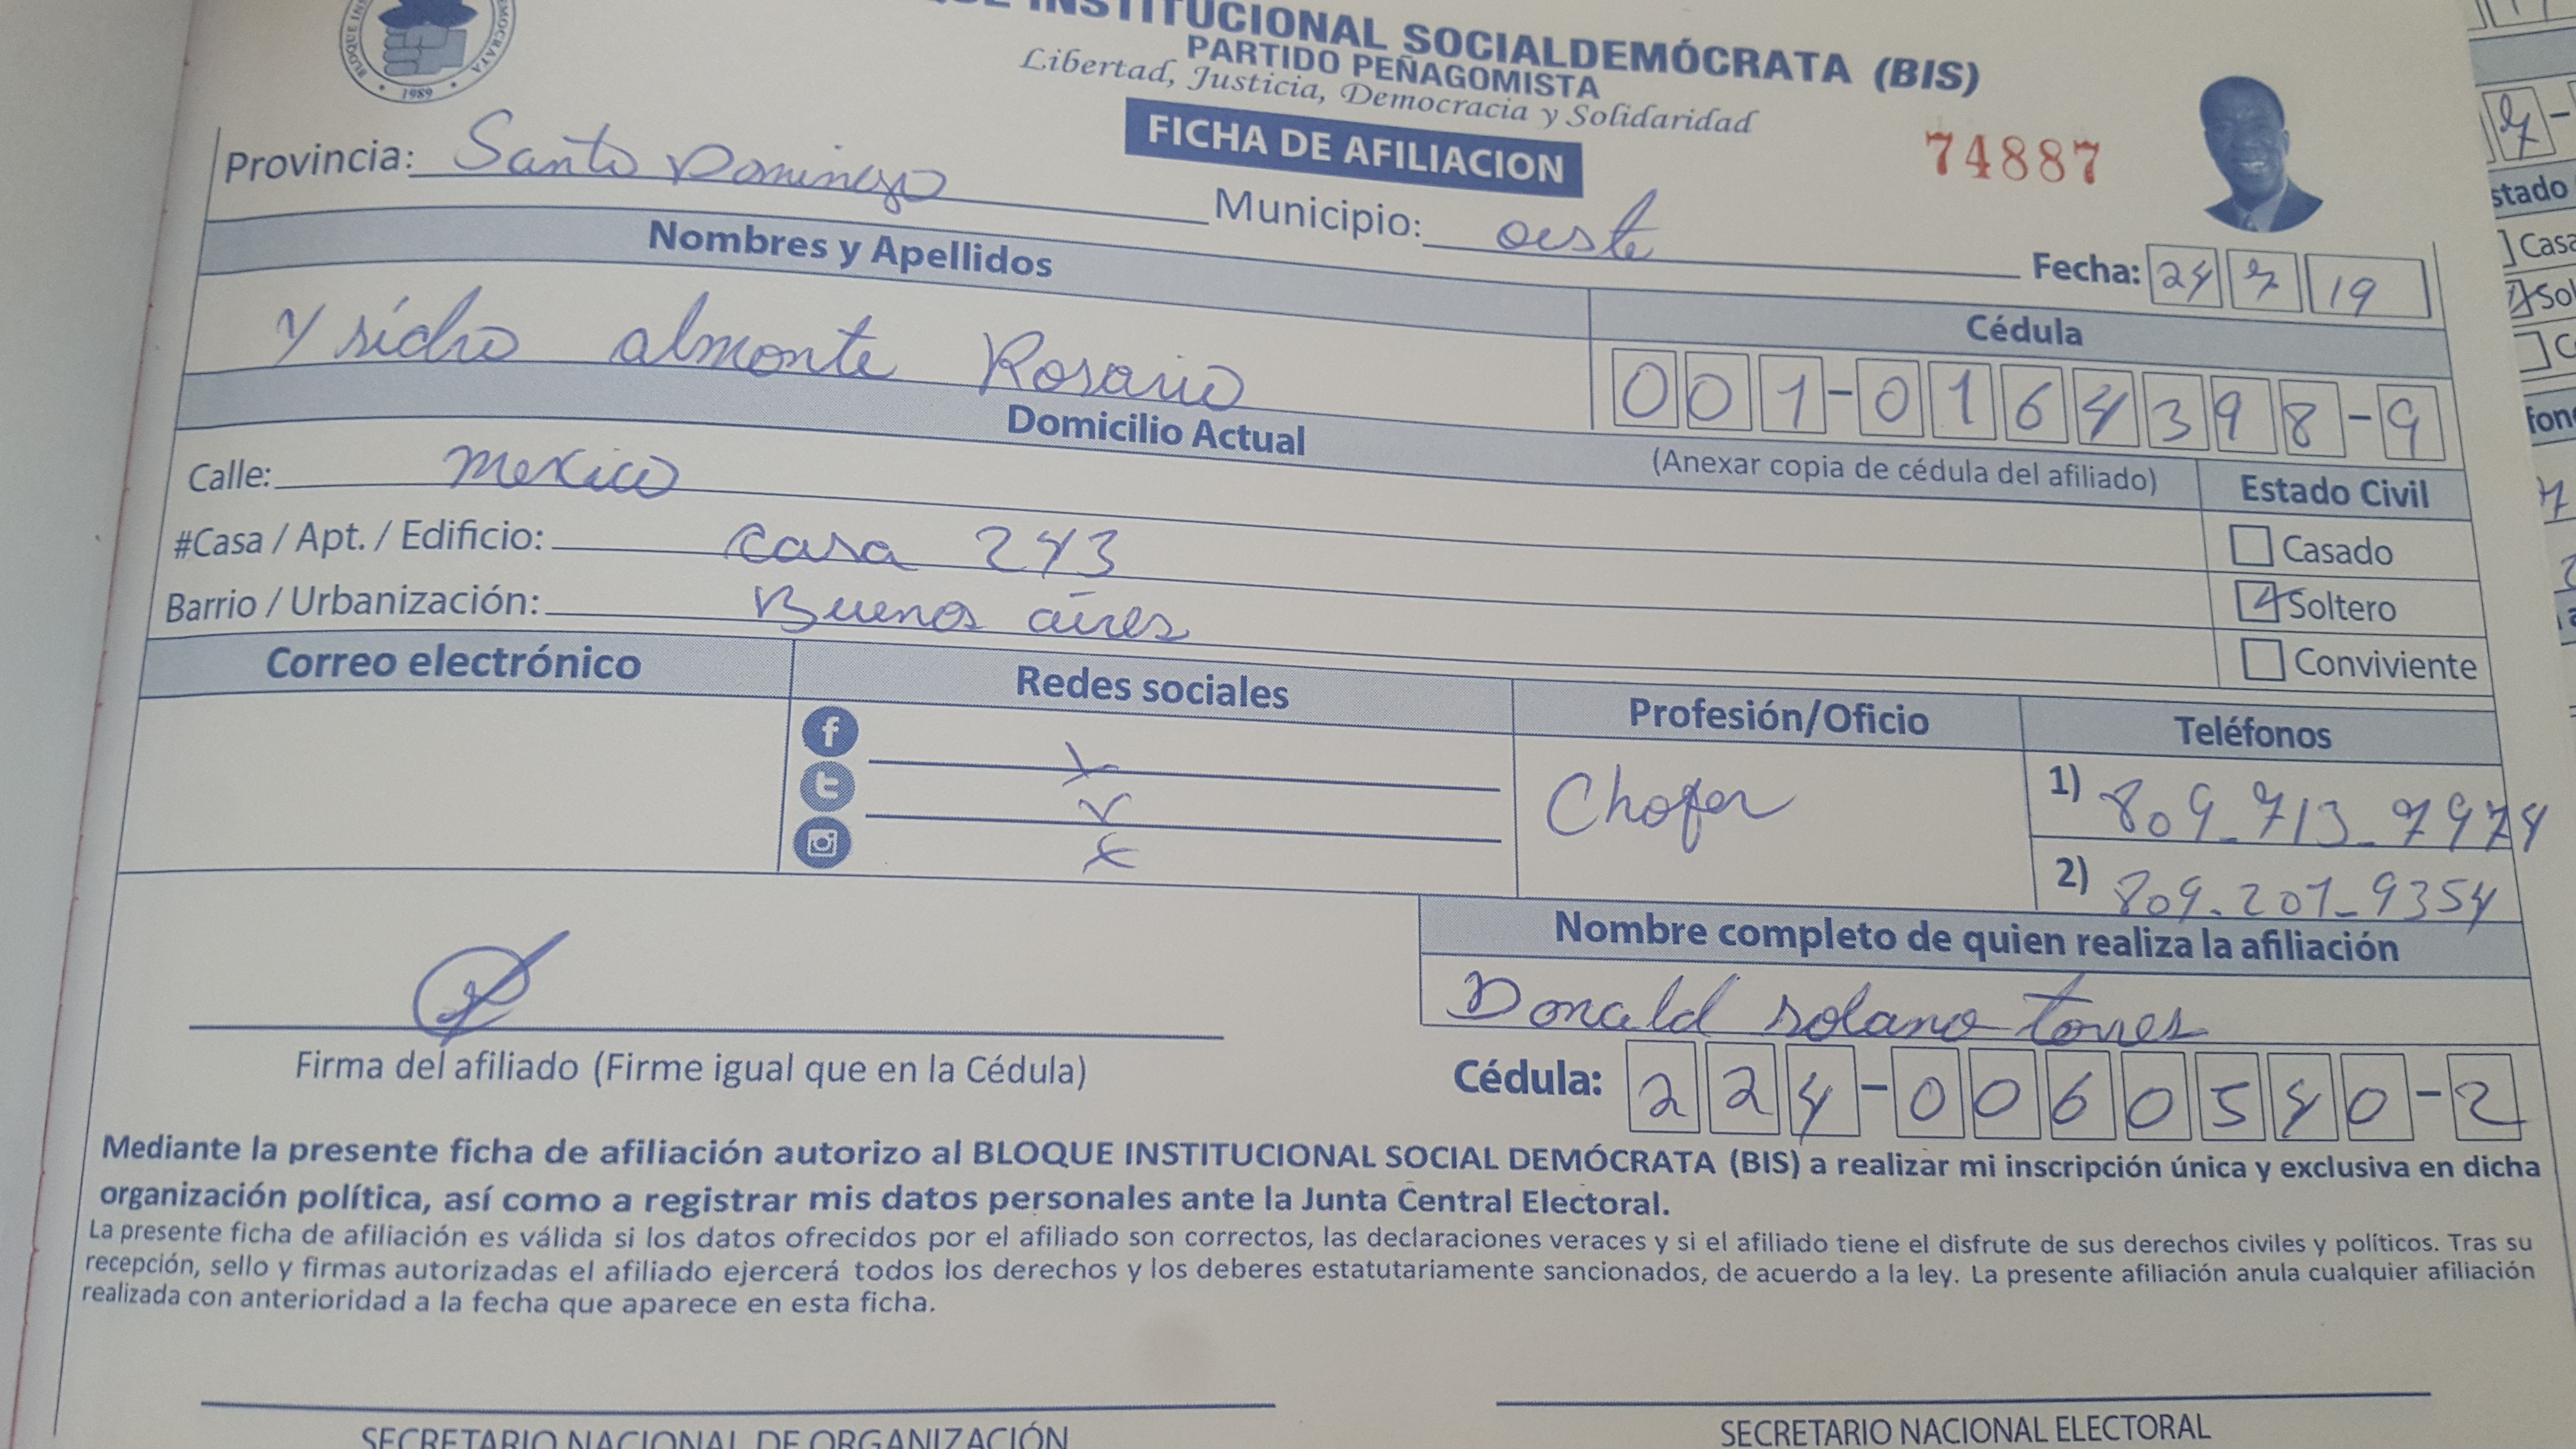 INSTITUCIONAL SOCIALDEMÓCRATA (BIS)
PARTIDO PEÑAGOMISTA
Libertad, Justicia, Democracia y Solidaridad
1989
FICHA DE AFILIACION
74887
Provincia: Santo Domingo
Municipio: oeste
Fecha: 24 7 19
Nombres y Apellidos
Cédula
Ysidro almonte Rosario
001-0164398-9
(Anexar copia de cédula del afiliado)
Domicilio Actual
Estado Civil
Calle: mexico
Casado
#Casa / Apt. / Edificio: casa 243
Soltero
Barrio / Urbanización: Buenos aires
Conviviente
Correo electrónico
Redes sociales
Profesión/Oficio
Teléfonos
Chofer
1) 809-713-7974
2) 809-201-9354
Nombre completo de quien realiza la afiliación
Donald solano torres
Firma del afiliado (Firme igual que en la Cédula)
Cédula: 224-0060540-2
Mediante la presente ficha de afiliación autorizo al BLOQUE INSTITUCIONAL SOCIAL DEMÓCRATA (BIS) a realizar mi inscripción única y exclusiva en dicha
organización política, así como a registrar mis datos personales ante la Junta Central Electoral.
La presente ficha de afiliación es válida si los datos ofrecidos por el afiliado son correctos, las declaraciones veraces y si el afiliado tiene el disfrute de sus derechos civiles y políticos. Tras su
recepción, sello y firmas autorizadas el afiliado ejercerá todos los derechos y los deberes estatutariamente sancionados, de acuerdo a la ley. La presente afiliación anula cualquier afiliación
realizada con anterioridad a la fecha que aparece en esta ficha.
SECRETARIO NACIONAL DE ORGANIZACIÓN
SECRETARIO NACIONAL ELECTORAL